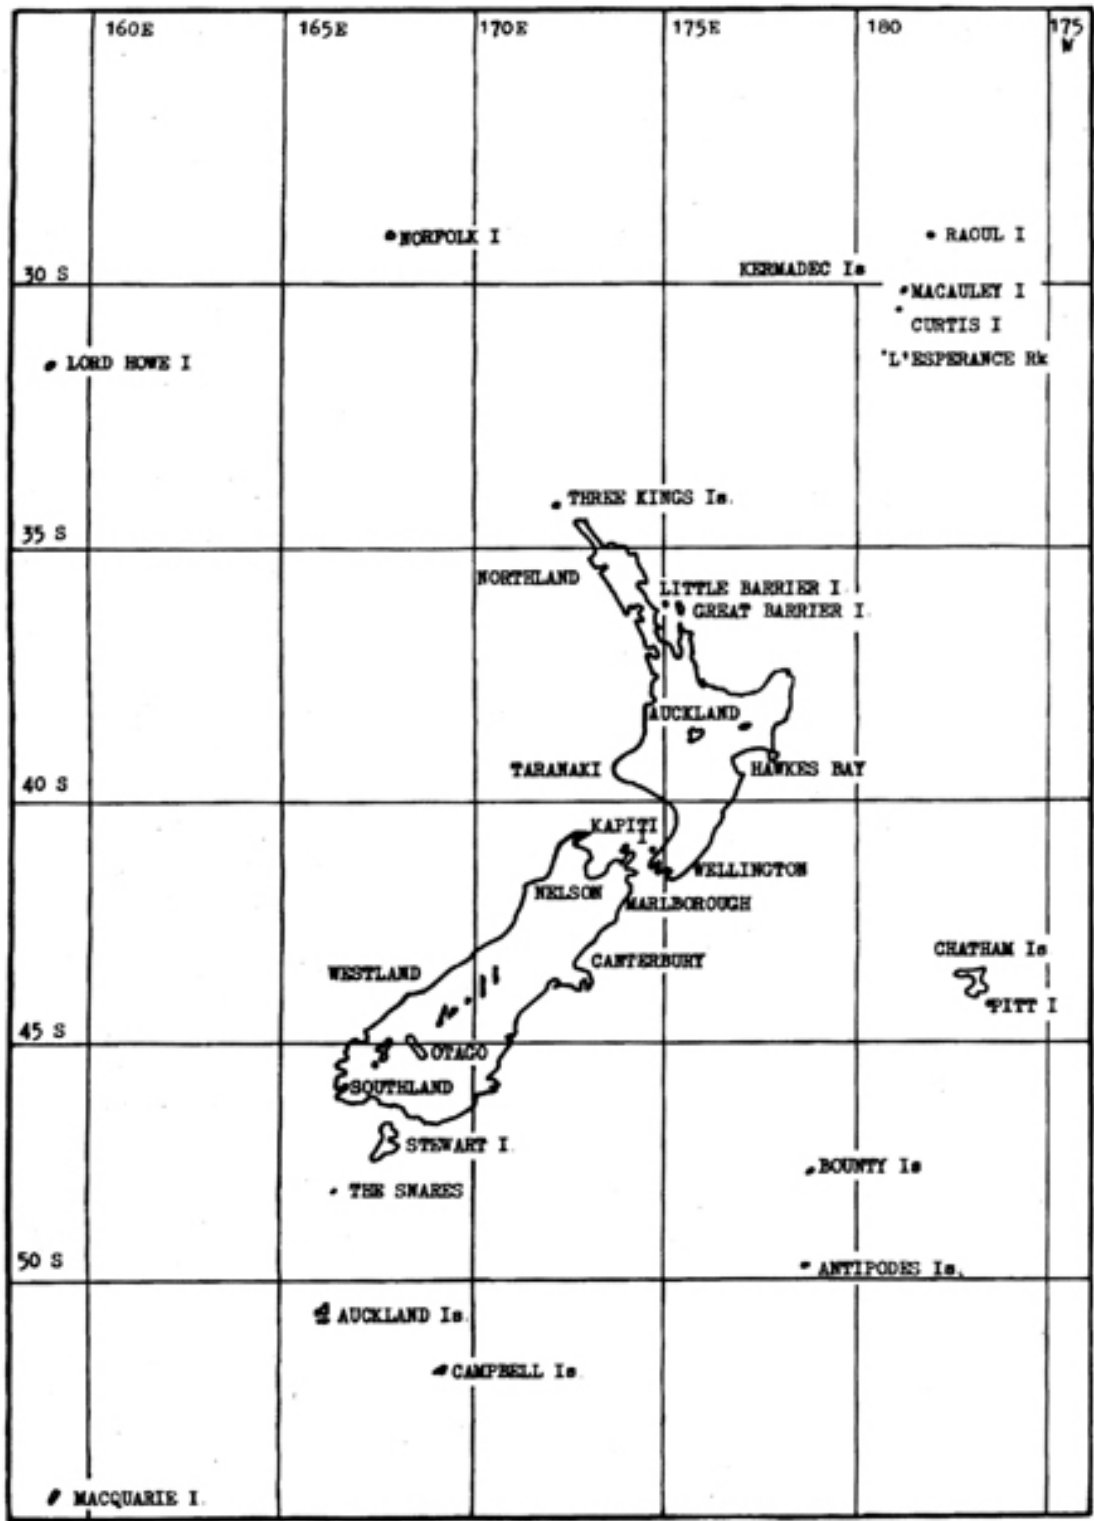 160E 165E 170E 175E 180 175
W
NORFOLK I
RAOUL I
KERMADEC Is
30 S
MACAULEY I
CURTIS I
L'ESPERANCE Rk
LORD HOWE I
THREE KINGS Is.
35 S
NORTHLAND
LITTLE BARRIER I.
GREAT BARRIER I.
AUCKLAND
TARANAKI
HAWKES BAY
40 S
KAPITI
I
WELLINGTON
NELSON
MARLBOROUGH
CHATHAM Is
CANTERBURY
WESTLAND
PITT I
45 S
OTAGO
SOUTHLAND
STEWART I.
BOUNTY Is
THE SNARES
50 S
ANTIPODES Is.
AUCKLAND Is.
CAMPBELL Is.
MACQUARIE I.